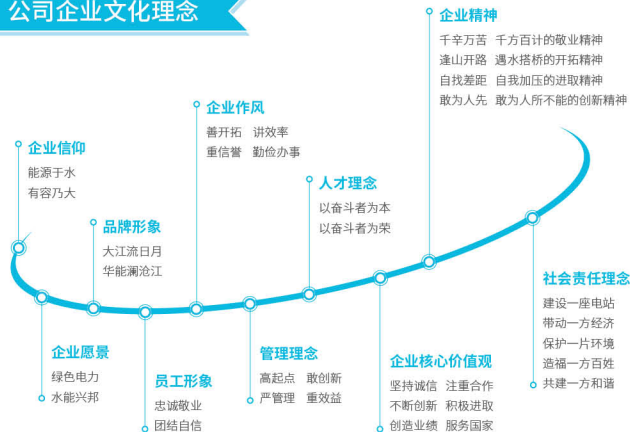 公司企业文化理念
企业精神
千辛万苦 千方百计的敬业精神
逢山开路 遇水搭桥的开拓精神
自找差距 自我加压的进取精神
敢为人先 敢为人所不能的创新精神
企业作风
善开拓 讲效率
重信誉 勤俭办事
企业信仰
能源于水
有容乃大
人才理念
以奋斗者为本
以奋斗者为荣
品牌形象
大江流日月
华能澜沧江
社会责任理念
建设一座电站
带动一方经济
保护一片环境
造福一方百姓
共建一方和谐
企业愿景
绿色电力
水能兴邦
员工形象
忠诚敬业
团结自信
管理理念
高起点 敢创新
严管理 重效益
企业核心价值观
坚持诚信 注重合作
不断创新 积极进取
创造业绩 服务国家